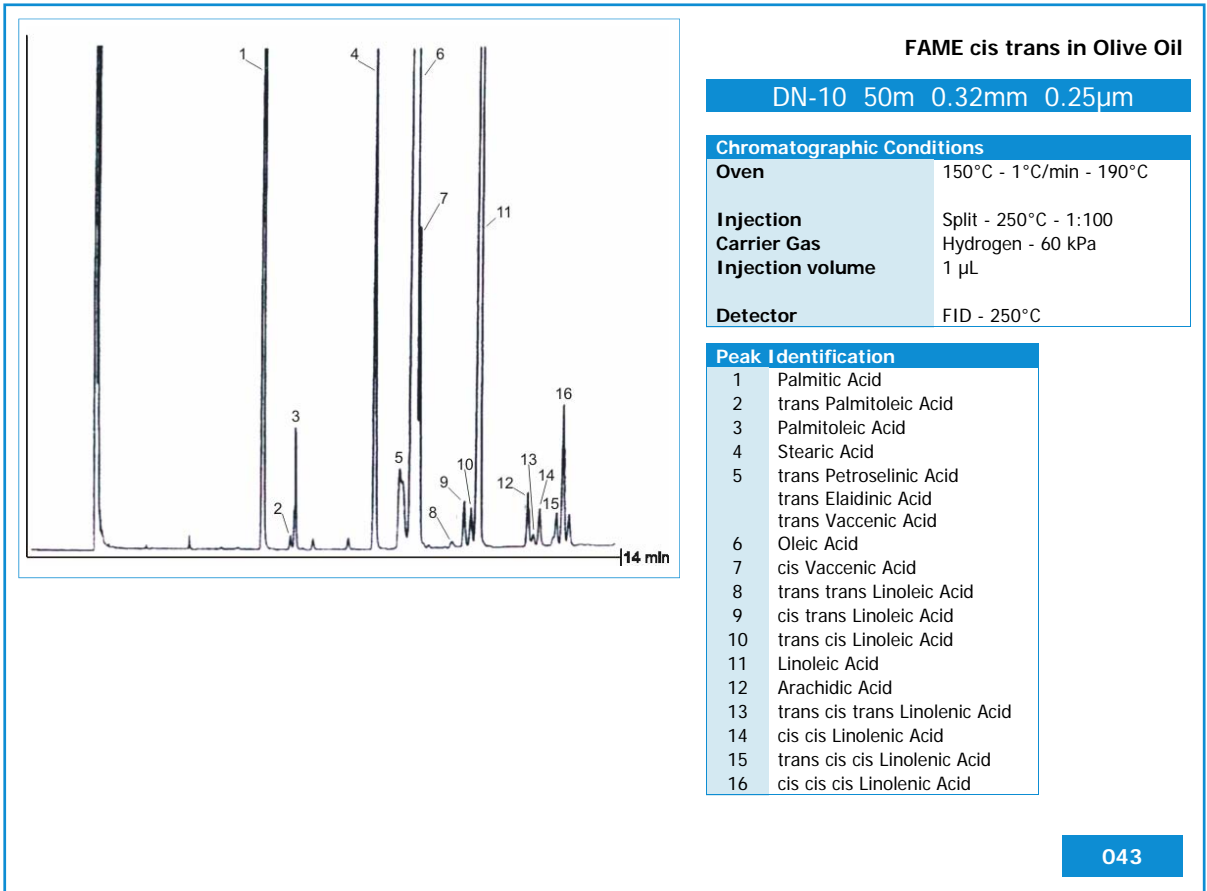 FAME cis trans in Olive Oil
DN-10 50m 0.32mm 0.25µm
1
4
6
7
11
3
2
5
8
9
10
12
13
14
15
16
14 min
Chromatographic Conditions
Oven 150°C - 1°C/min - 190°C
Injection Split - 250°C - 1:100
Carrier Gas Hydrogen - 60 kPa
Injection volume 1 µL
Detector FID - 250°C
Peak Identification
1 Palmitic Acid
2 trans Palmitoleic Acid
3 Palmitoleic Acid
4 Stearic Acid
5 trans Petroselinic Acid
trans Elaidinic Acid
trans Vaccenic Acid
6 Oleic Acid
7 cis Vaccenic Acid
8 trans trans Linoleic Acid
9 cis trans Linoleic Acid
10 trans cis Linoleic Acid
11 Linoleic Acid
12 Arachidic Acid
13 trans cis trans Linolenic Acid
14 cis cis Linolenic Acid
15 trans cis cis Linolenic Acid
16 cis cis cis Linolenic Acid
043